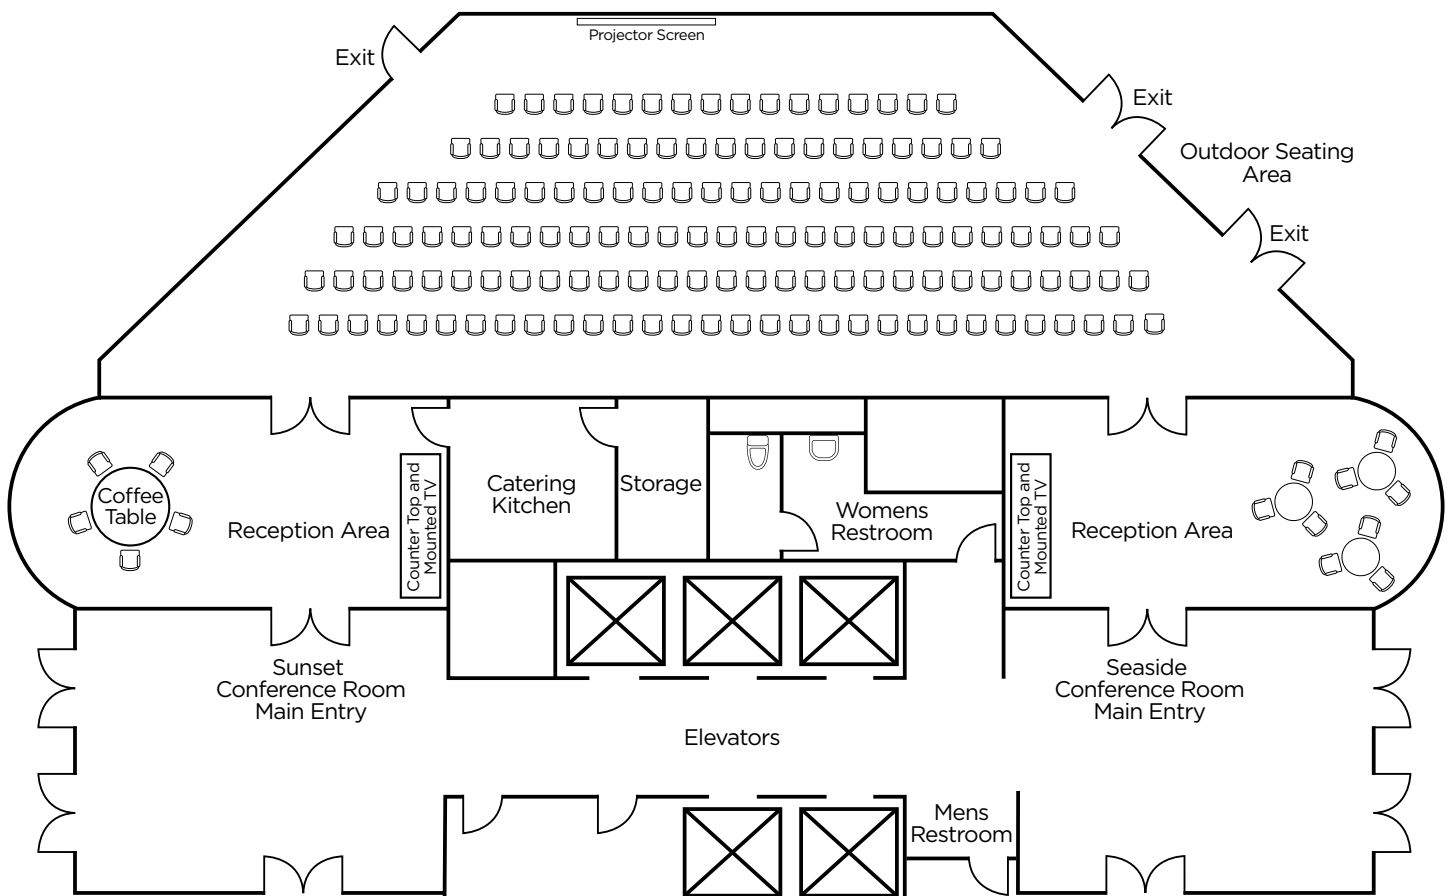 Projector Screen
Exit
Exit
Outdoor Seating
Area
Exit
Coffee
Table
Reception Area
Counter Top and
Mounted TV
Catering
Kitchen
Storage
Womens
Restroom
Counter Top and
Mounted TV
Reception Area
Sunset
Conference Room
Main Entry
Seaside
Conference Room
Main Entry
Elevators
Mens
Restroom